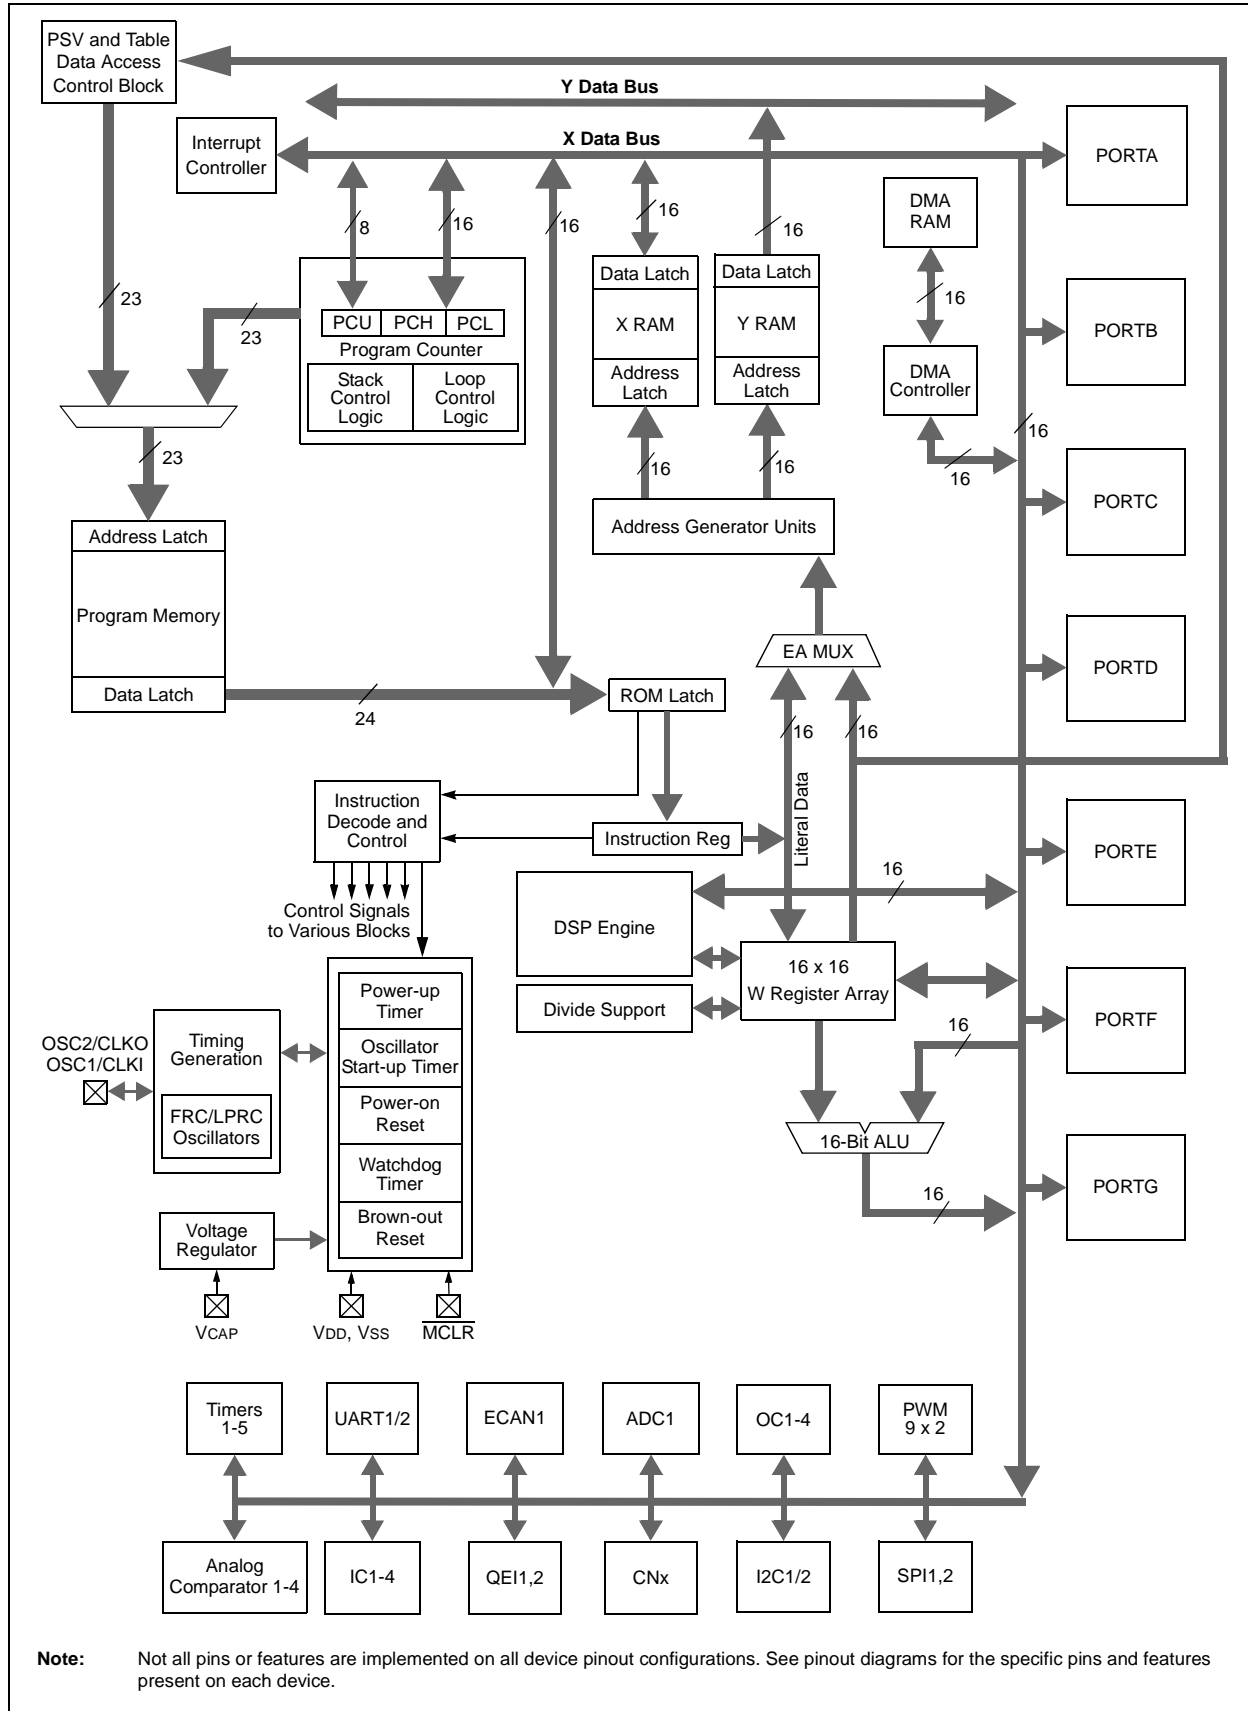 PSV and Table
Data Access
Control Block
Y Data Bus
X Data Bus
Interrupt
Controller
PORTA
8
16
16
16
16
DMA
RAM
23
23
Data Latch
Data Latch
16
PCU
PCH
PCL
X RAM
Y RAM
PORTB
Program Counter
Address
Latch
Address
Latch
DMA
Controller
Stack
Control
Logic
Loop
Control
Logic
16
23
16
16
16
PORTC
Address Latch
Address Generator Units
Program Memory
EA MUX
PORTD
Data Latch
24
ROM Latch
16
16
Instruction
Decode and
Control
Literal Data
Instruction Reg
PORTE
16
Control Signals
to Various Blocks
DSP Engine
16 x 16
W Register Array
Power-up
Timer
Divide Support
PORTF
OSC2/CLKO
OSC1/CLKI
Timing
Generation
Oscillator
Start-up Timer
16
FRC/LPRC
Oscillators
Power-on
Reset
16-Bit ALU
Watchdog
Timer
16
PORTG
Voltage
Regulator
Brown-out
Reset
VCAP
VDD, VSS
MCLR
Timers
1-5
UART1/2
ECAN1
ADC1
OC1-4
PWM
9 x 2
Analog
Comparator 1-4
IC1-4
QEI1,2
CNx
I2C1/2
SPI1,2
Note: Not all pins or features are implemented on all device pinout configurations. See pinout diagrams for the specific pins and features
present on each device.